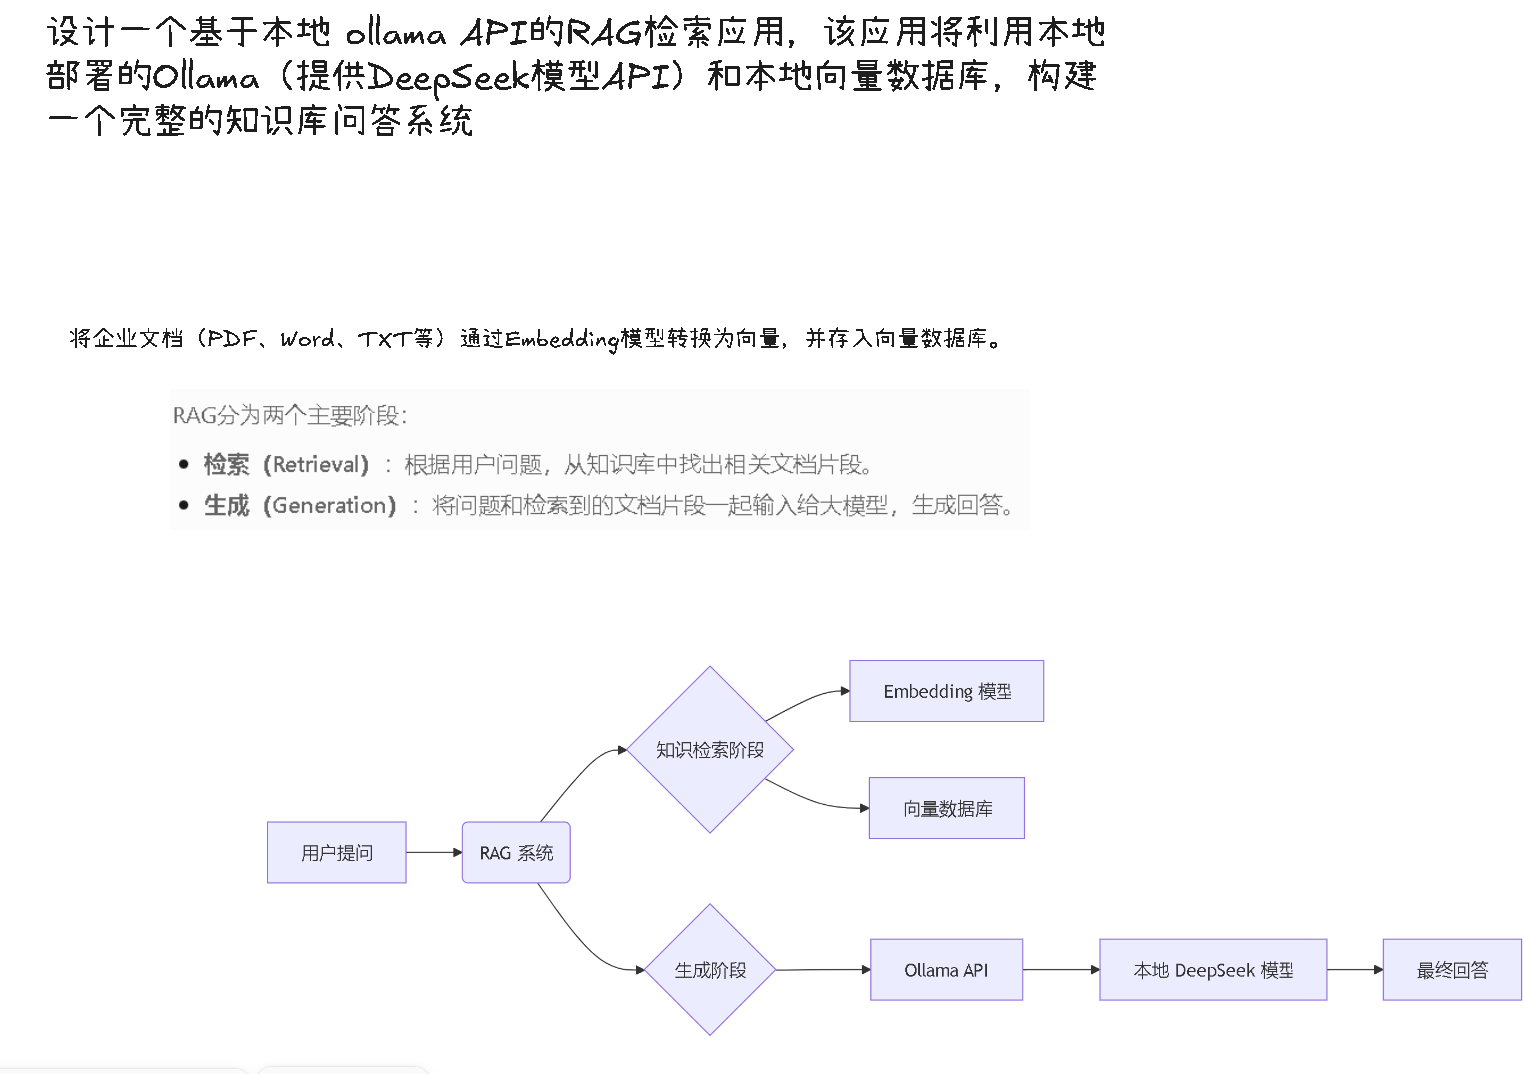 设计一个基于本地 ollama API的RAG检索应用，该应用将利用本地
部署的Ollama（提供DeepSeek模型API）和本地向量数据库，构建
一个完整的知识库问答系统
将企业文档（PDF、Word、TXT等）通过Embedding模型转换为向量，并存入向量数据库。
RAG分为两个主要阶段：
• 检索（Retrieval）：根据用户问题，从知识库中找出相关文档片段。
• 生成（Generation）：将问题和检索到的文档片段一起输入给大模型，生成回答。
Embedding 模型
知识检索阶段
向量数据库
用户提问
RAG 系统
生成阶段
Ollama API
本地 DeepSeek 模型
最终回答